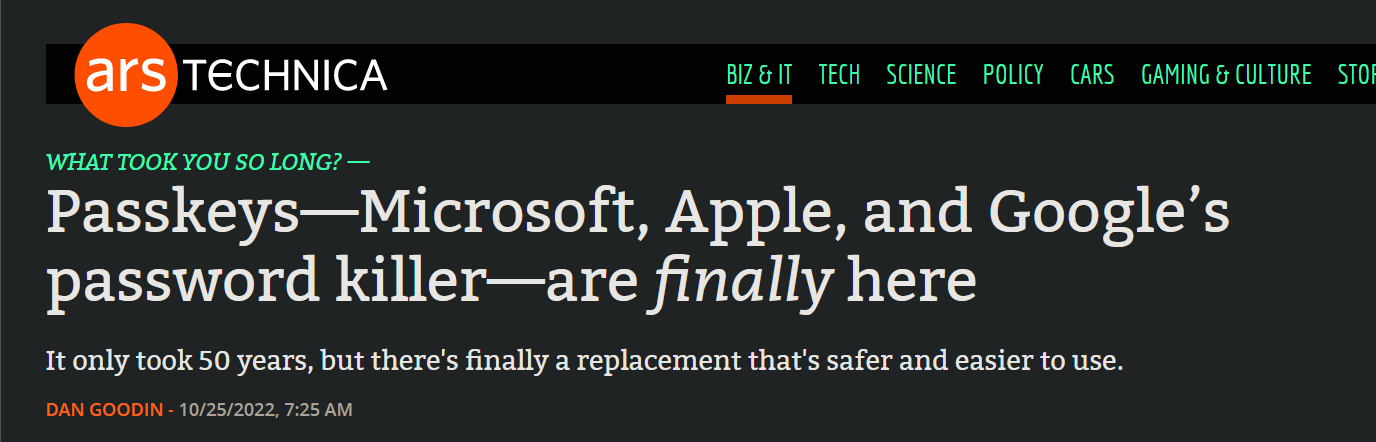 ars TECHNICA
BIZ & IT TECH SCIENCE POLICY CARS GAMING & CULTURE
WHAT TOOK YOU SO LONG? —
Passkeys—Microsoft, Apple, and Google’s
password killer—are finally here
It only took 50 years, but there's finally a replacement that's safer and easier to use.
DAN GOODIN - 10/25/2022, 7:25 AM